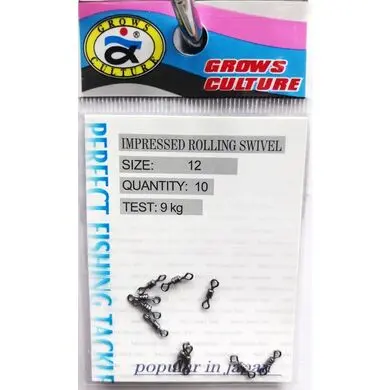 GROWS
CULTURE
®
GROWS
CULTURE
PERFECT FISHING TACKLE
IMPRESSED ROLLING SWIVEL
SIZE: 12
QUANTITY: 10
TEST: 9 kg
popular in japan